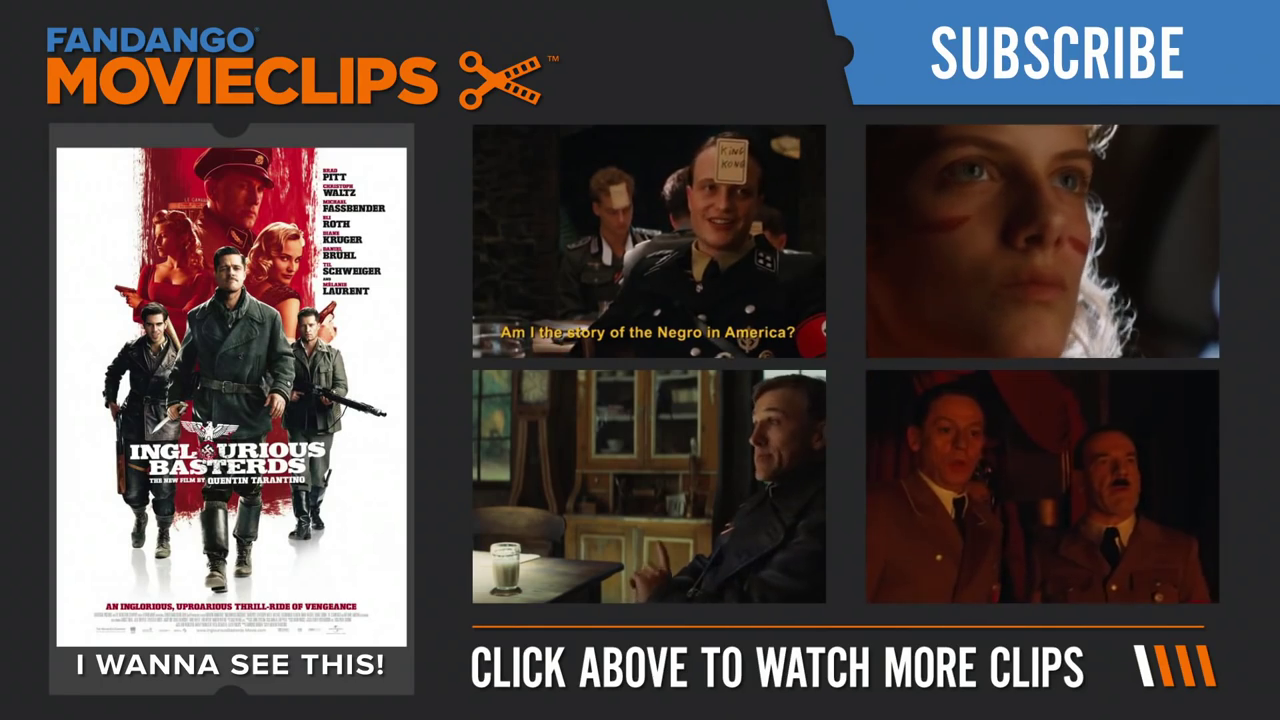 FANDANGO
MOVIECLIPS ™
SUBSCRIBE
BRAD
PITT
CHRISTOPH
WALTZ
MICHAEL
FASSBENDER
ELI
ROTH
DIANE
KRUGER
DANIEL
BRÜHL
TIL
SCHWEIGER
AND
MÉLANIE
LAURENT
INGLOURIOUS
BASTERDS
THE NEW FILM BY QUENTIN TARANTINO
AN INGLORIOUS, UPROARIOUS THRILL-RIDE OF VENGEANCE
I WANNA SEE THIS!
KING
KONG
Am I the story of the Negro in America?
CLICK ABOVE TO WATCH MORE CLIPS